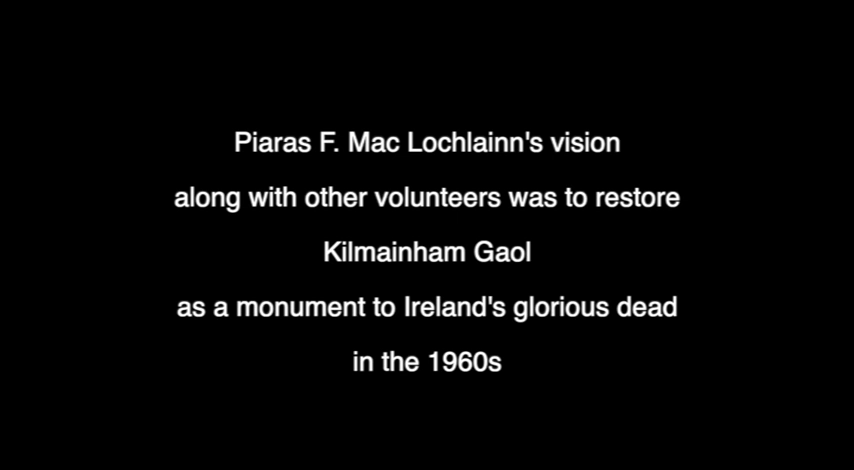 Piaras F. Mac Lochlainn's vision
along with other volunteers was to restore
Kilmainham Gaol
as a monument to Ireland's glorious dead
in the 1960s